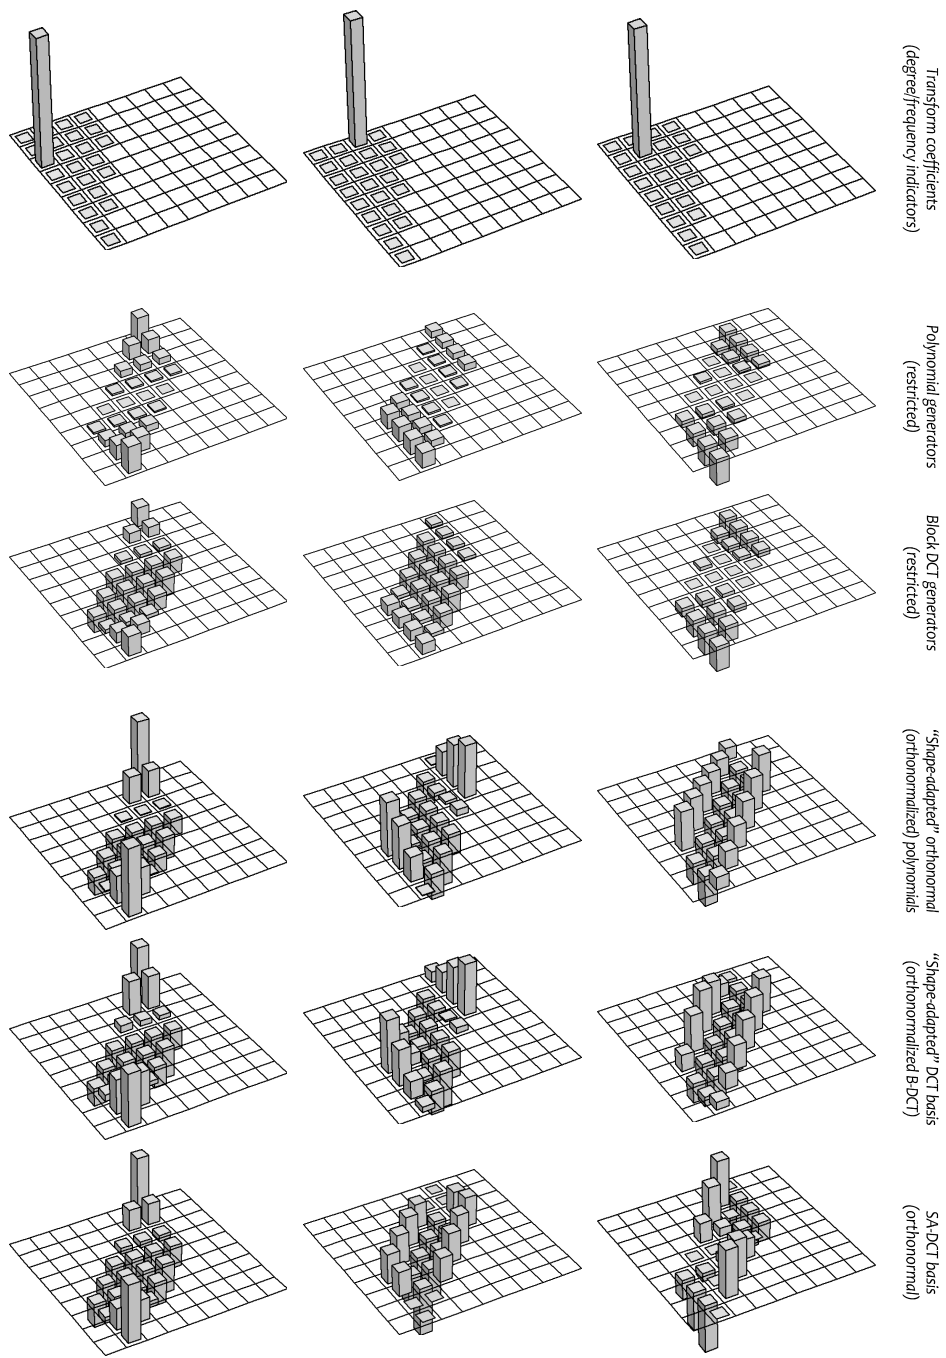 Transform coefficients
(degree/frequency indicators)
Polynomial generators
(restricted)
Block DCT generators
(restricted)
“Shape-adapted” orthonormal
(orthonormalized) polynomials
“Shape-adapted” DCT basis
(orthonormalized B-DCT)
SA-DCT basis
(orthonormal)